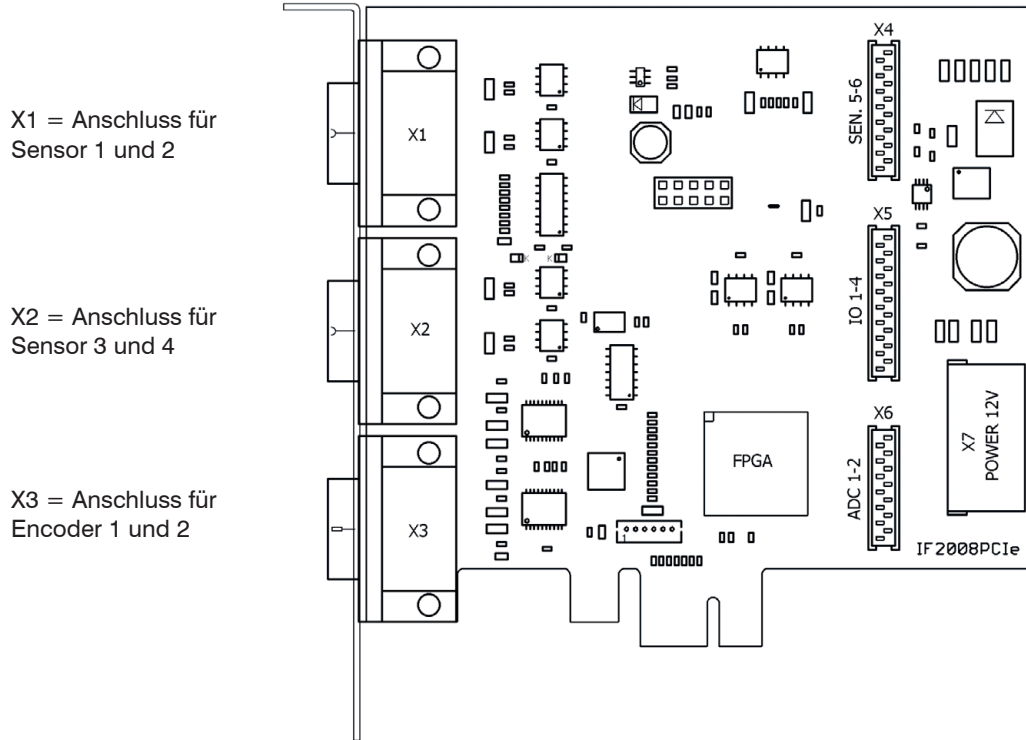 X1 = Anschluss für
Sensor 1 und 2
X2 = Anschluss für
Sensor 3 und 4
X3 = Anschluss für
Encoder 1 und 2
X1
X2
X3
K
K
1
FPGA
X4
SEN. 5-6
X5
IO 1-4
X6
ADC 1-2
X7
POWER 12V
IF2008PCIe